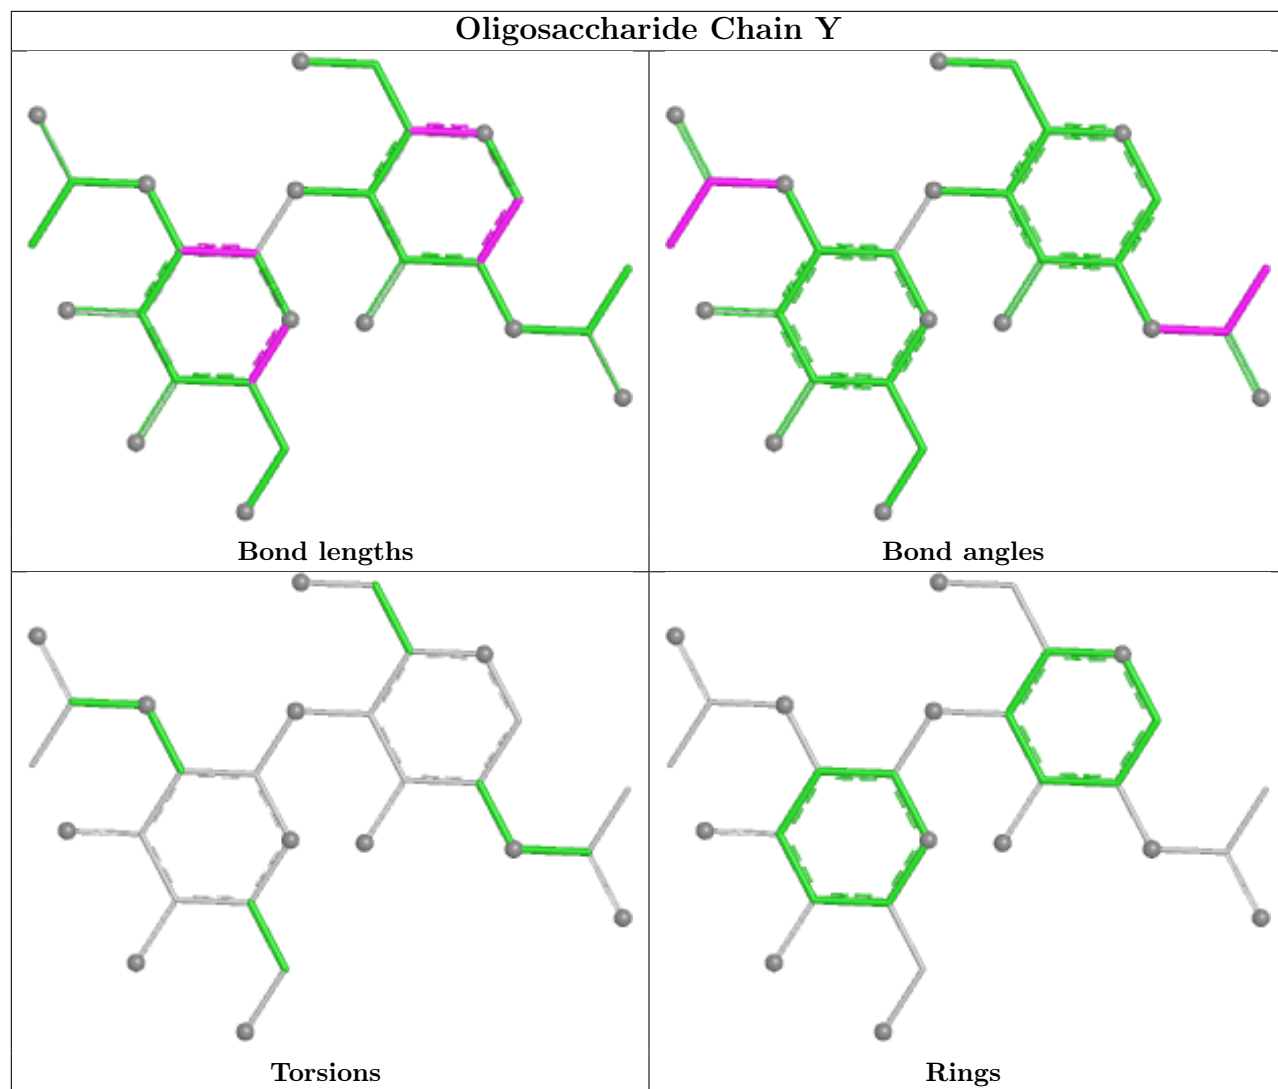 Oligosaccharide Chain Y
Bond lengths
Bond angles
Torsions
Rings